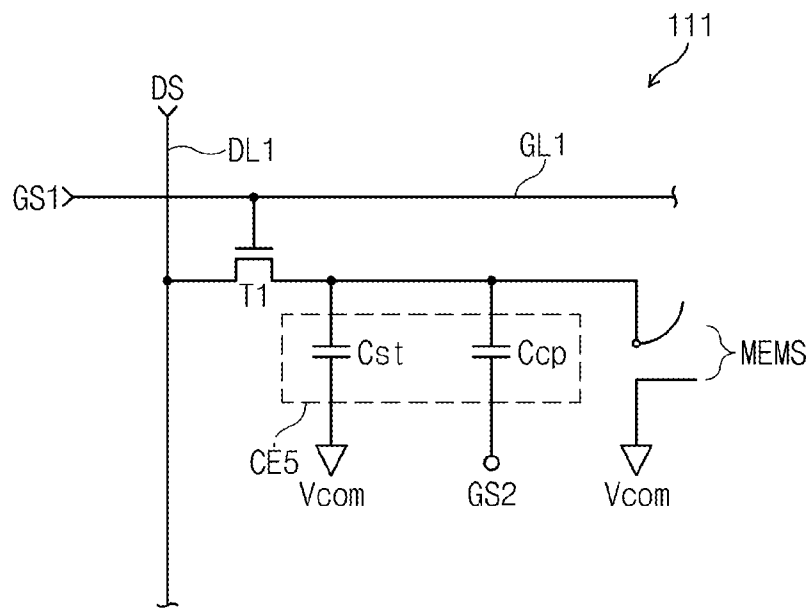 111
DS
DL1
GL1
GS1
T1
Cst
Ccp
MEMS
CE5
Vcom
GS2
Vcom